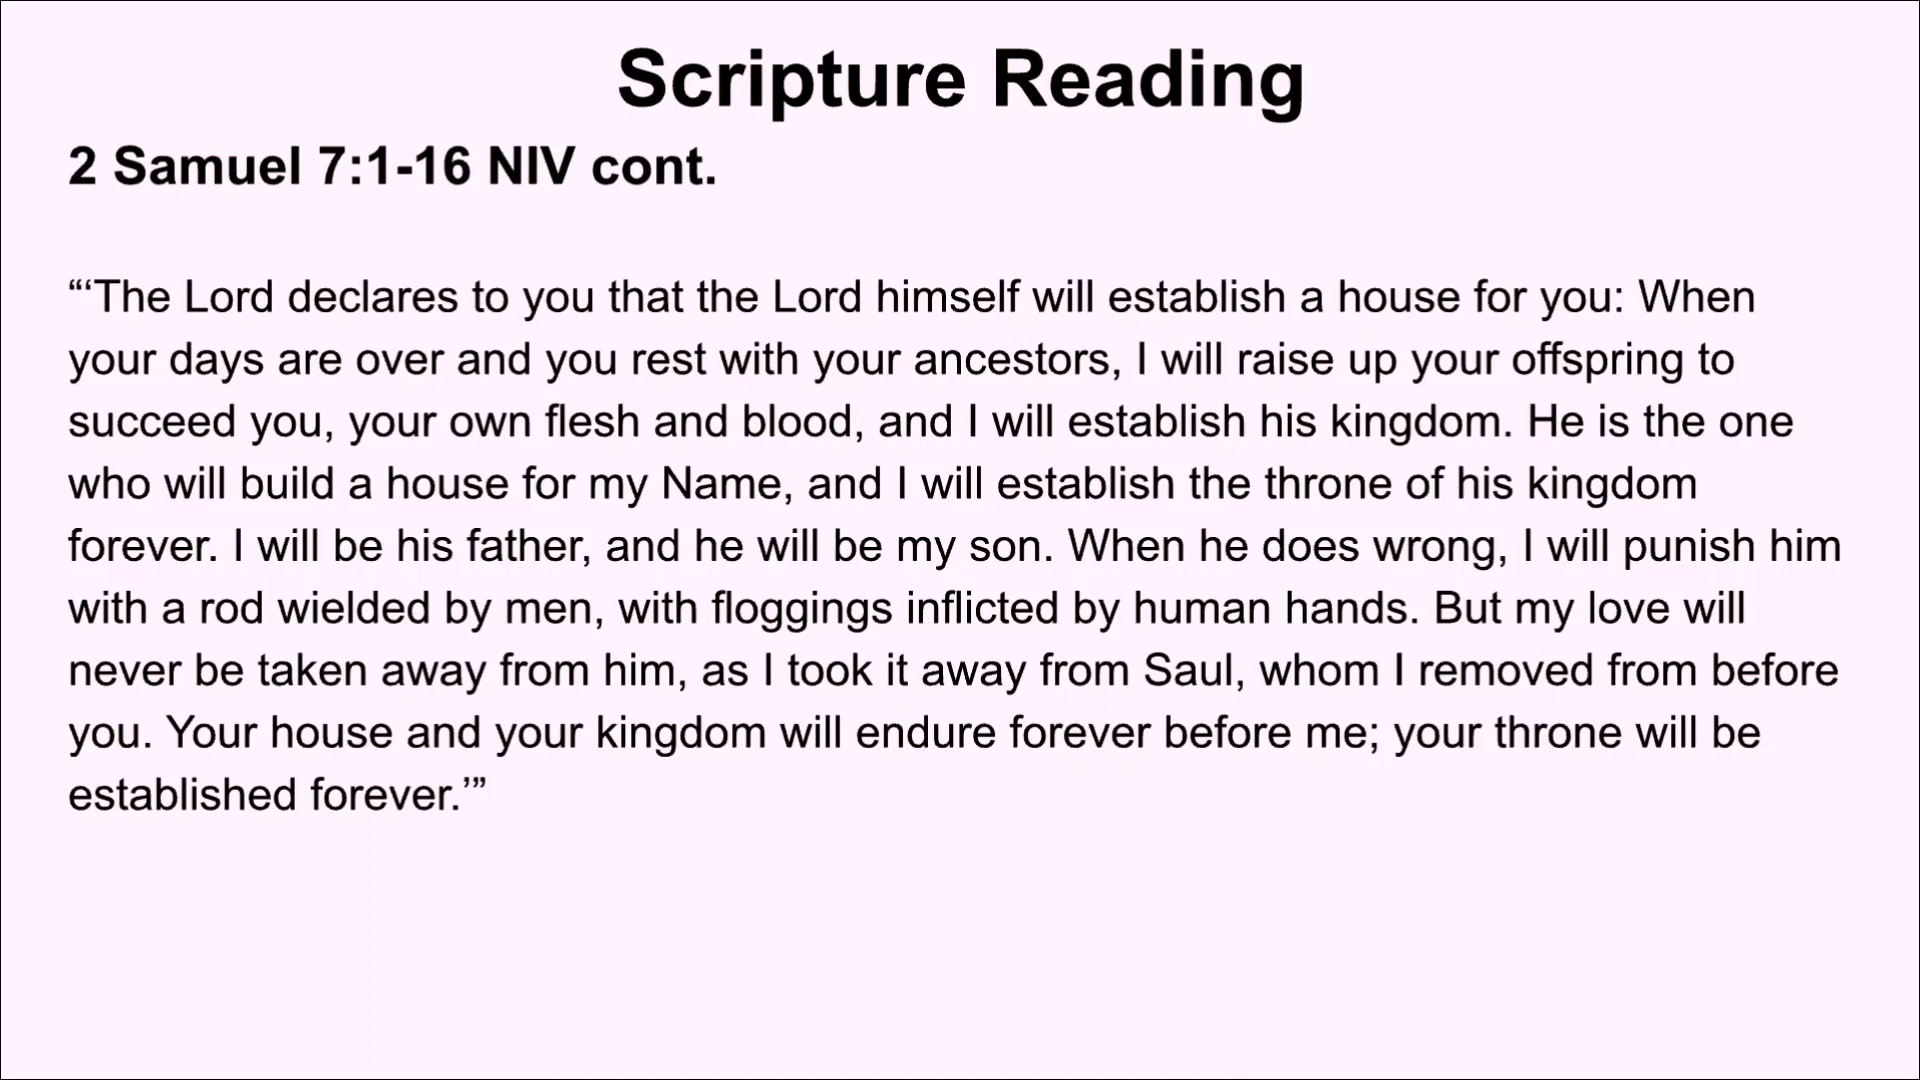 Scripture Reading
2 Samuel 7:1-16 NIV cont.
“‘The Lord declares to you that the Lord himself will establish a house for you: When
your days are over and you rest with your ancestors, I will raise up your offspring to
succeed you, your own flesh and blood, and I will establish his kingdom. He is the one
who will build a house for my Name, and I will establish the throne of his kingdom
forever. I will be his father, and he will be my son. When he does wrong, I will punish him
with a rod wielded by men, with floggings inflicted by human hands. But my love will
never be taken away from him, as I took it away from Saul, whom I removed from before
you. Your house and your kingdom will endure forever before me; your throne will be
established forever.’”